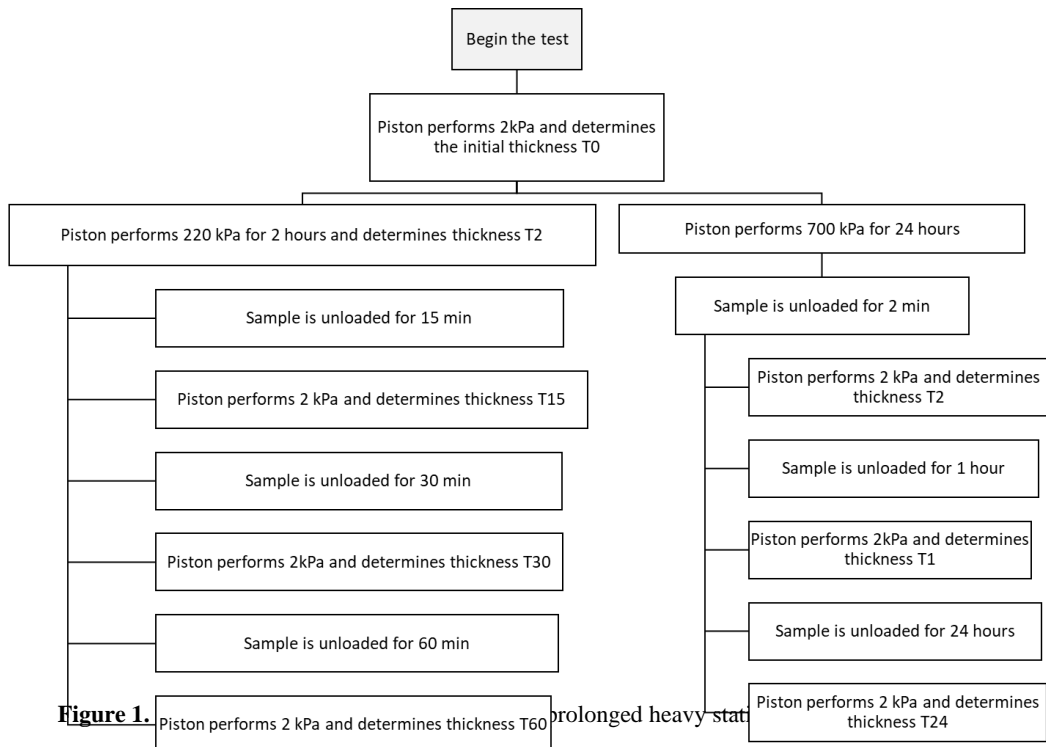 Begin the test
Piston performs 2kPa and determines
the initial thickness T0
Piston performs 220 kPa for 2 hours and determines thickness T2
Sample is unloaded for 15 min
Piston performs 2 kPa and determines thickness T15
Sample is unloaded for 30 min
Piston performs 2kPa and determines thickness T30
Sample is unloaded for 60 min
Piston performs 2 kPa and determines thickness T60
Piston performs 700 kPa for 24 hours
Sample is unloaded for 2 min
Piston performs 2 kPa and determines
thickness T2
Sample is unloaded for 1 hour
Piston performs 2kPa and determines
thickness T1
Sample is unloaded for 24 hours
Piston performs 2 kPa and determines
thickness T24
Figure 1. prolonged heavy